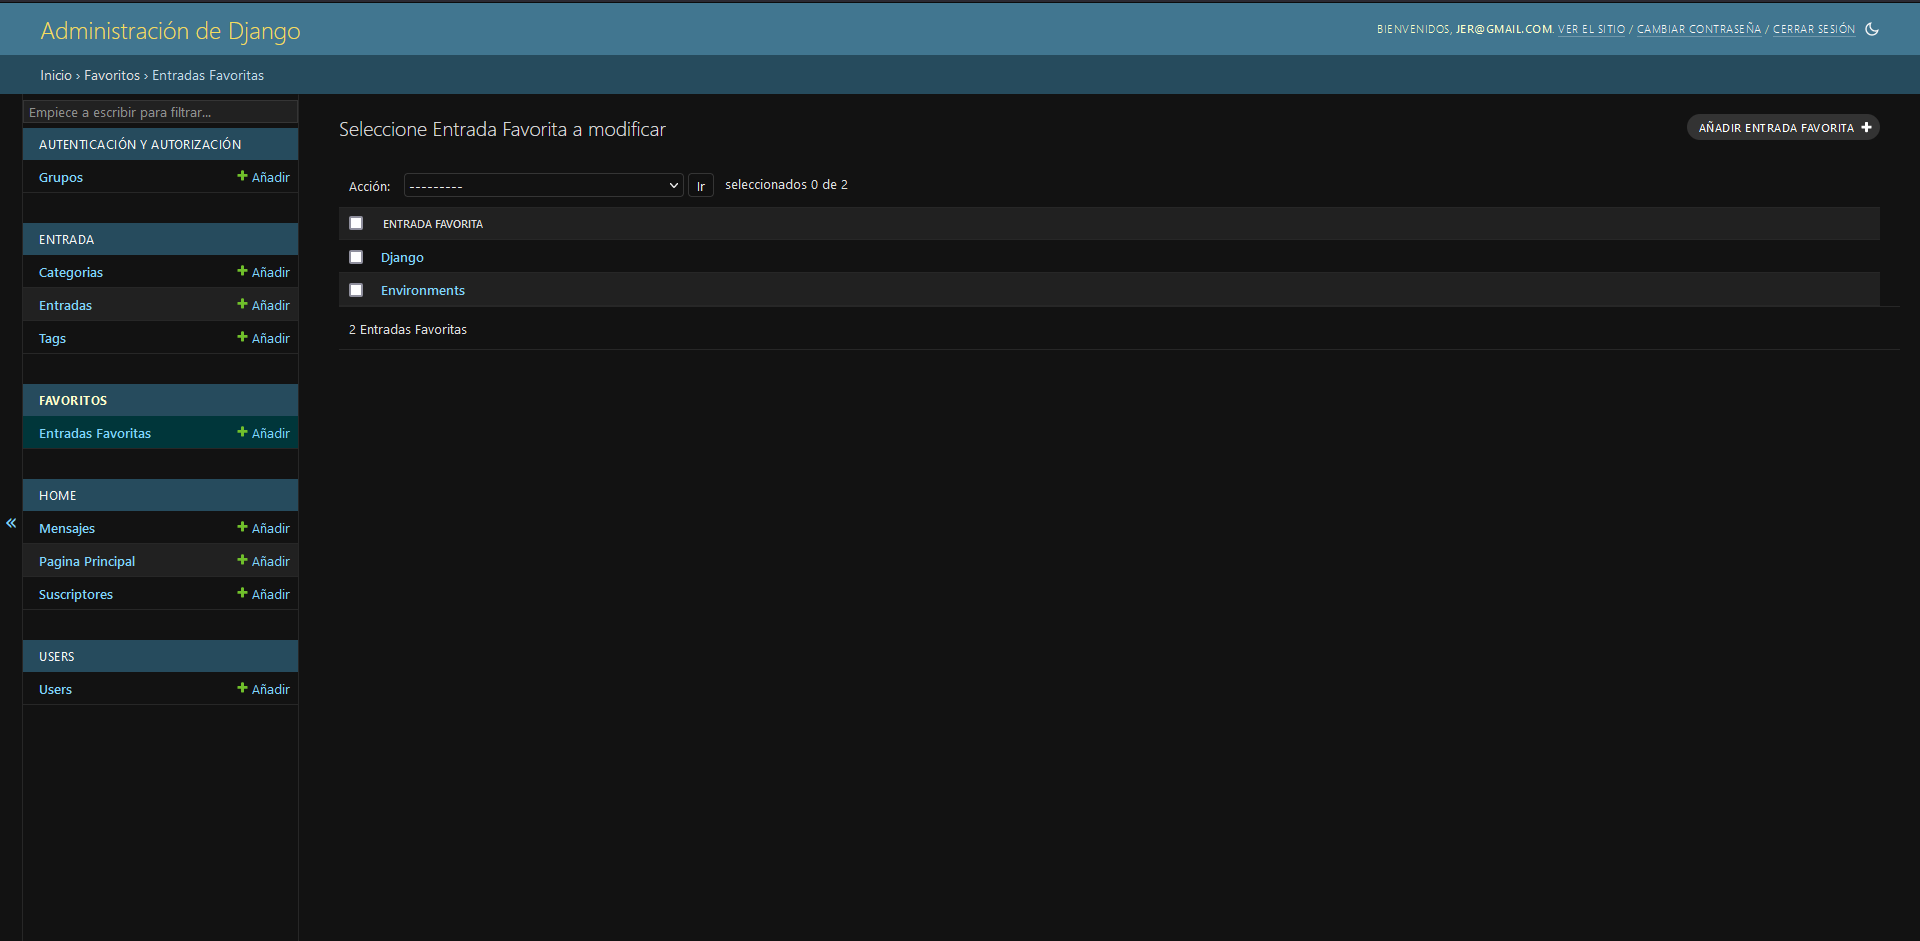 Administración de Django
BIENVENIDOS, JER@GMAIL.COM. VER EL SITIO / CAMBIAR CONTRASEÑA / CERRAR SESIÓN
Inicio › Favoritos › Entradas Favoritas
Empiece a escribir para filtrar...
AUTENTICACIÓN Y AUTORIZACIÓN
Grupos + Añadir
ENTRADA
Categorias + Añadir
Entradas + Añadir
Tags + Añadir
FAVORITOS
Entradas Favoritas + Añadir
HOME
Mensajes + Añadir
Pagina Principal + Añadir
Suscriptores + Añadir
USERS
Users + Añadir
«
Seleccione Entrada Favorita a modificar
AÑADIR ENTRADA FAVORITA +
Acción: --------- Ir seleccionados 0 de 2
ENTRADA FAVORITA
Django
Environments
2 Entradas Favoritas